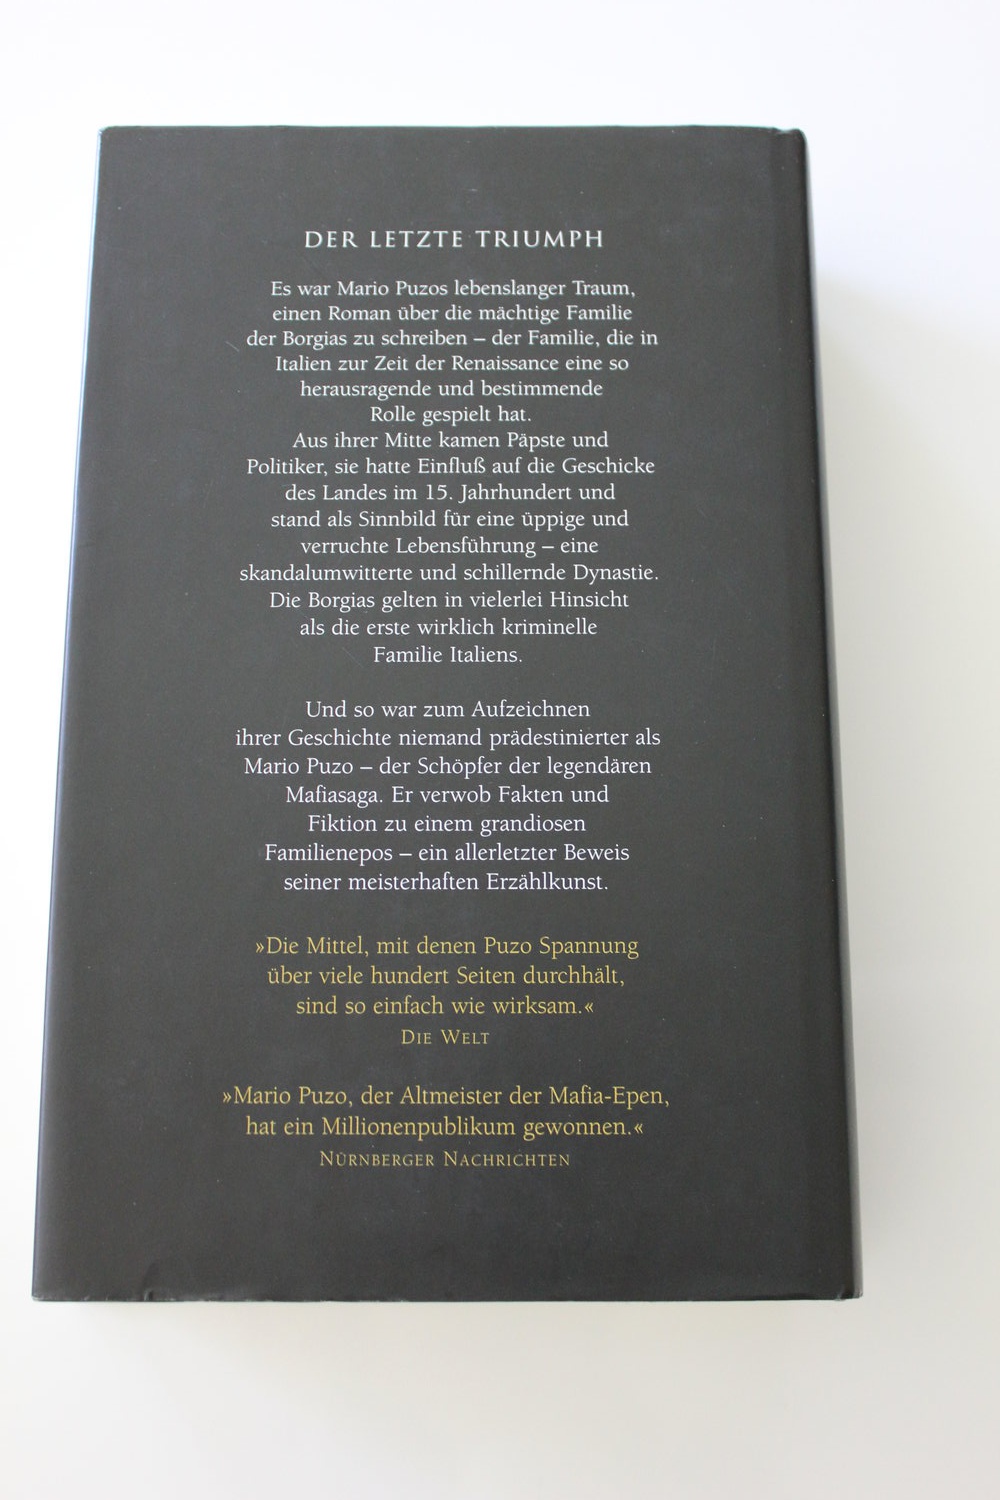 DER LETZTE TRIUMPH
Es war Mario Puzos lebenslanger Traum,
einen Roman über die mächtige Familie
der Borgias zu schreiben – der Familie, die in
Italien zur Zeit der Renaissance eine so
herausragende und bestimmende
Rolle gespielt hat.
Aus ihrer Mitte kamen Päpste und
Politiker, sie hatte Einfluß auf die Geschicke
des Landes im 15. Jahrhundert und
stand als Sinnbild für eine üppige und
verruchte Lebensführung – eine
skandalumwitterte und schillernde Dynastie.
Die Borgias gelten in vielerlei Hinsicht
als die erste wirklich kriminelle
Familie Italiens.
Und so war zum Aufzeichnen
ihrer Geschichte niemand prädestinierter als
Mario Puzo – der Schöpfer der legendären
Mafiasaga. Er verwob Fakten und
Fiktion zu einem grandiosen
Familienepos – ein allerletzter Beweis
seiner meisterhaften Erzählkunst.
»Die Mittel, mit denen Puzo Spannung
über viele hundert Seiten durchhält,
sind so einfach wie wirksam.«
DIE WELT
»Mario Puzo, der Altmeister der Mafia-Epen,
hat ein Millionenpublikum gewonnen.«
NÜRNBERGER NACHRICHTEN